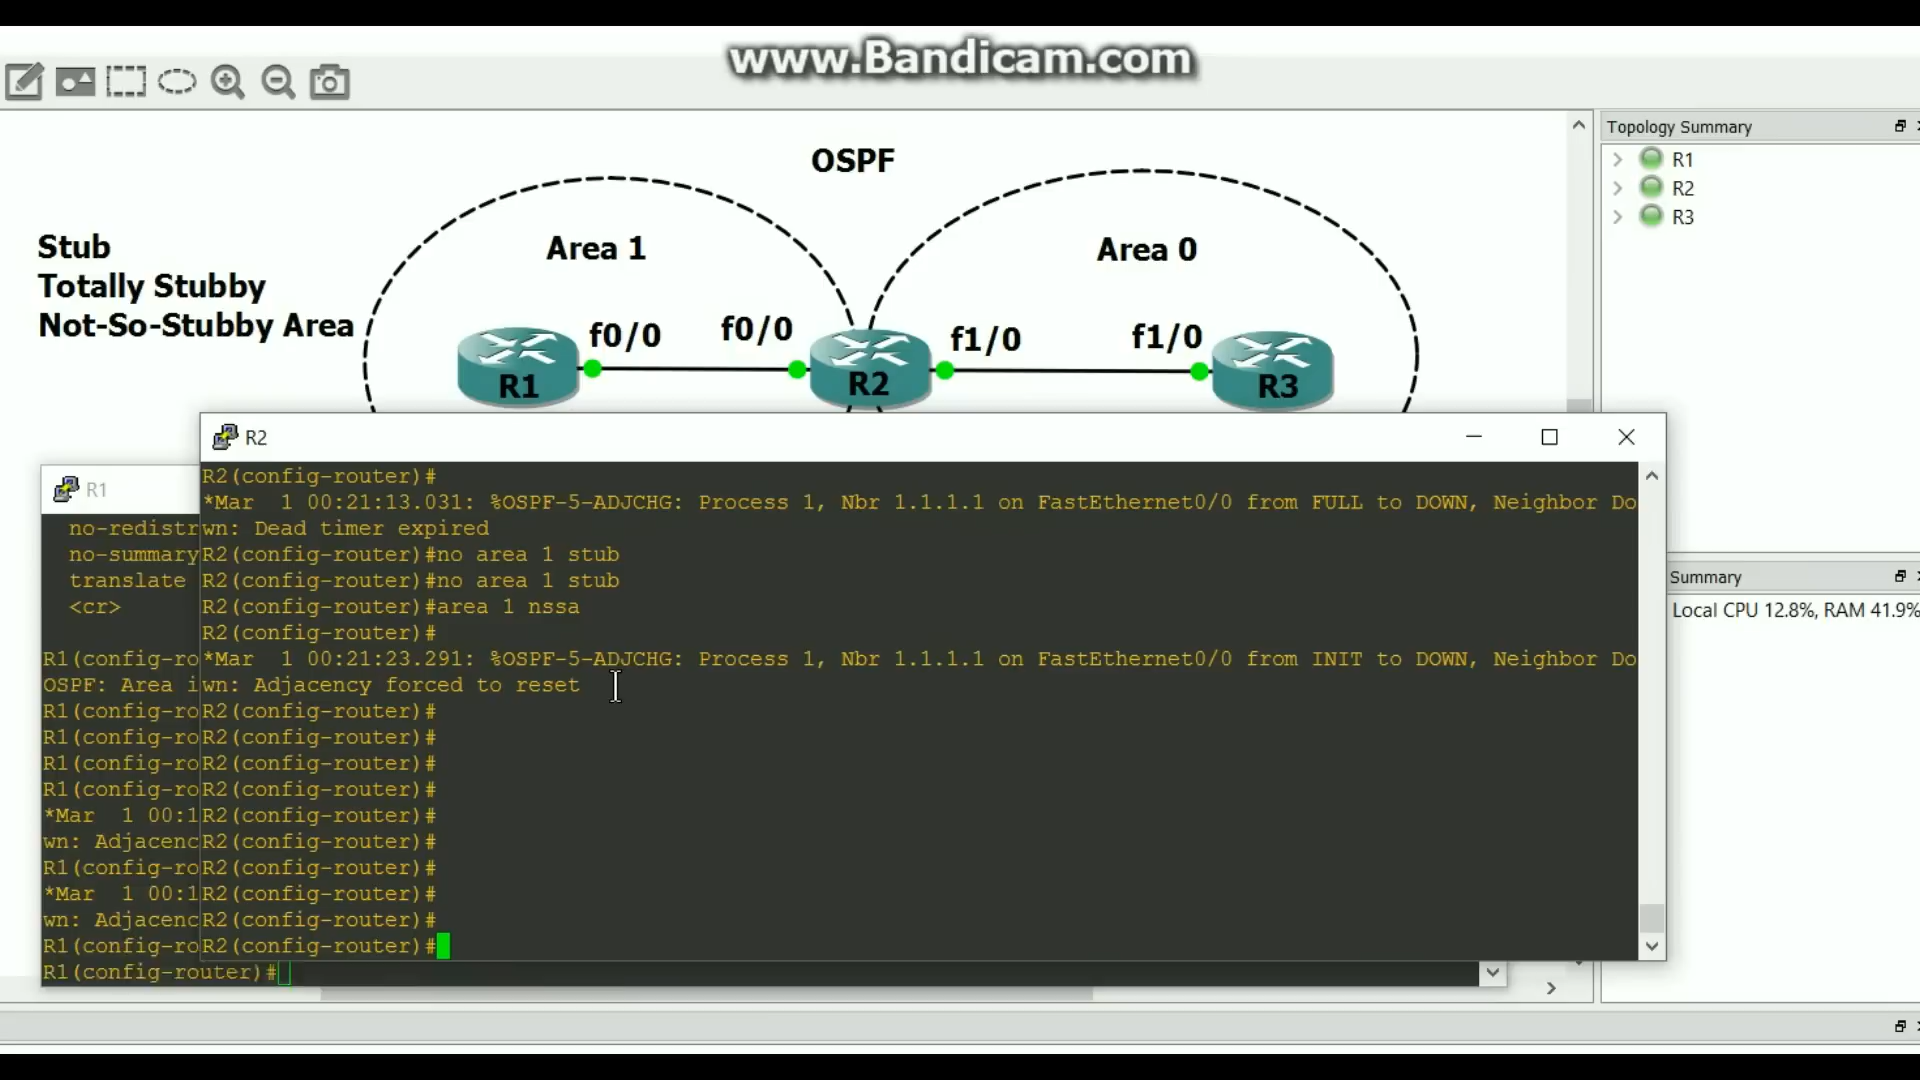 www.Bandicam.com
Topology Summary
R1
R2
R3
OSPF
Stub
Totally Stubby
Not-So-Stubby Area
Area 1
Area 0
f0/0
f0/0
f1/0
f1/0
R1
R2
R3
R2
R2(config-router)#
*Mar  1 00:21:13.031: %OSPF-5-ADJCHG: Process 1, Nbr 1.1.1.1 on FastEthernet0/0 from FULL to DOWN, Neighbor Do
wn: Dead timer expired
R2(config-router)#no area 1 stub
R2(config-router)#no area 1 stub
R2(config-router)#area 1 nssa
R2(config-router)#
*Mar  1 00:21:23.291: %OSPF-5-ADJCHG: Process 1, Nbr 1.1.1.1 on FastEthernet0/0 from INIT to DOWN, Neighbor Do
wn: Adjacency forced to reset
R2(config-router)#
R2(config-router)#
R2(config-router)#
R2(config-router)#
R2(config-router)#
R2(config-router)#
R2(config-router)#
R2(config-router)#
R2(config-router)#
R2(config-router)#
R1
no-redistr
no-summary
translate
<cr>
R1(config-ro
OSPF: Area i
R1(config-ro
R1(config-ro
R1(config-ro
R1(config-ro
*Mar  1 00:1
wn: Adjacenc
R1(config-ro
*Mar  1 00:1
wn: Adjacenc
R1(config-ro
R1(config-router)#
Summary
Local CPU 12.8%, RAM 41.9%